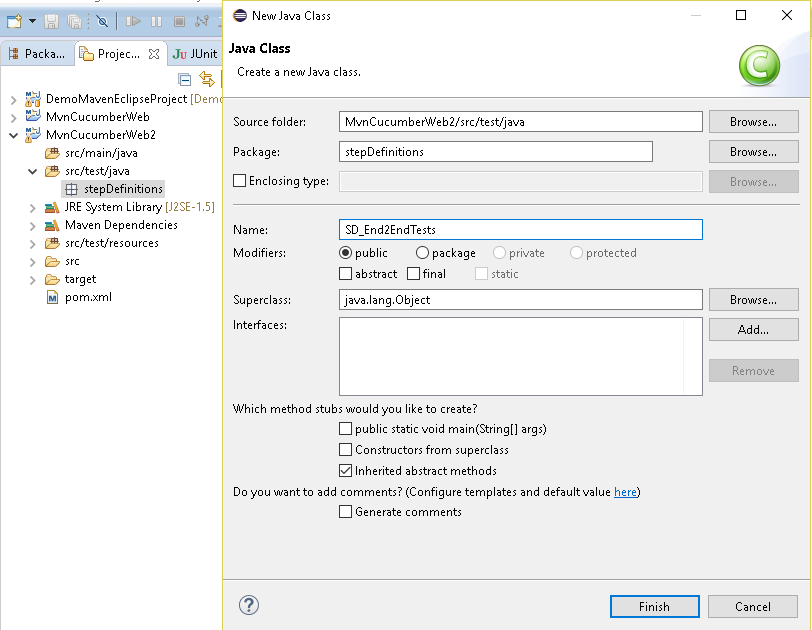 Packa...
Projec...
JUnit
DemoMavenEclipseProject [Demo
MvnCucumberWeb
MvnCucumberWeb2
src/main/java
src/test/java
stepDefinitions
JRE System Library [J2SE-1.5]
Maven Dependencies
src/test/resources
src
target
pom.xml
New Java Class
Java Class
Create a new Java class.
Source folder: MvnCucumberWeb2/src/test/java Browse...
Package: stepDefinitions Browse...
Enclosing type: Browse...
Name: SD_End2EndTests
Modifiers: public package private protected
abstract final static
Superclass: java.lang.Object Browse...
Interfaces: Add...
Remove
Which method stubs would you like to create?
public static void main(String[] args)
Constructors from superclass
Inherited abstract methods
Do you want to add comments? (Configure templates and default value here)
Generate comments
Finish Cancel